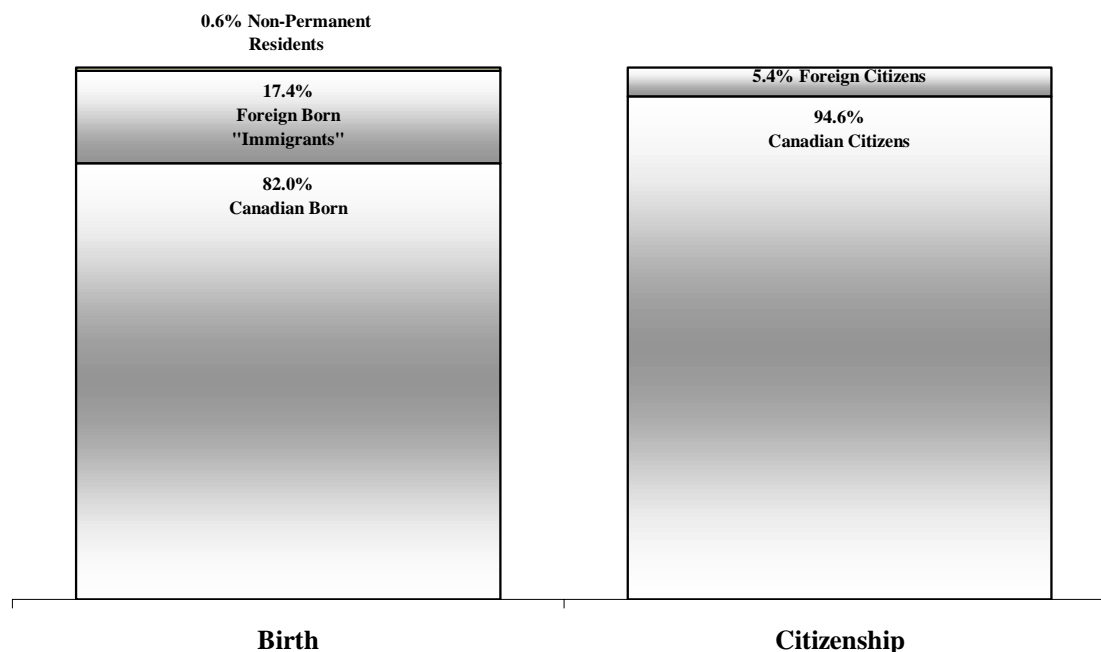 0.6% Non-Permanent
Residents
17.4%
Foreign Born
"Immigrants"
82.0%
Canadian Born
5.4% Foreign Citizens
94.6%
Canadian Citizens
Birth
Citizenship